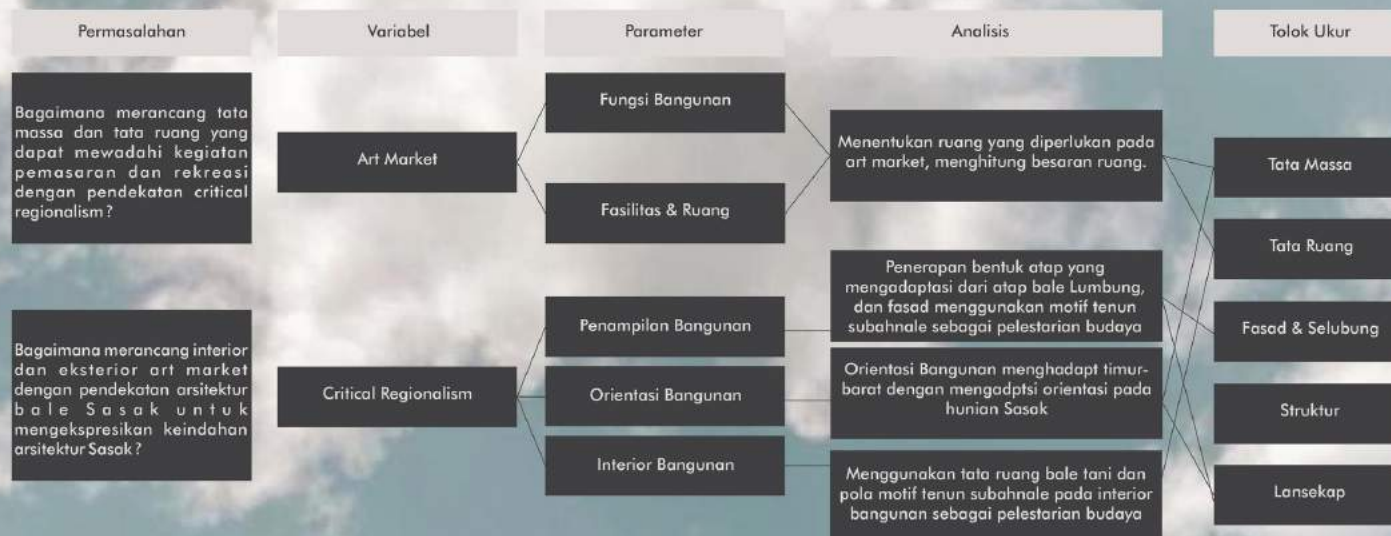 Permasalahan
Variabel
Parameter
Analisis
Tolok Ukur
Bagaimana merancang tata
massa dan tata ruang yang
dapat mewadahi kegiatan
pemasaran dan rekreasi
dengan pendekatan critical
regionalism?
Bagaimana merancang interior
dan eksterior art market
dengan pendekatan arsitektur
bale Sasak untuk
mengekspresikan keindahan
arsitektur Sasak?
Art Market
Critical Regionalism
Fungsi Bangunan
Fasilitas & Ruang
Penampilan Bangunan
Orientasi Bangunan
Interior Bangunan
Menentukan ruang yang diperlukan pada
art market, menghitung besaran ruang.
Penerapan bentuk atap yang
mengadaptasi dari atap bale Lumbung,
dan fasad menggunakan motif tenun
subahnale sebagai pelestarian budaya
Orientasi Bangunan menghadapt timur-
barat dengan mengadptsi orientasi pada
hunian Sasak
Menggunakan tata ruang bale tani dan
pola motif tenun subahnale pada interior
bangunan sebagai pelestarian budaya
Tata Massa
Tata Ruang
Fasad & Selubung
Struktur
Lansekap